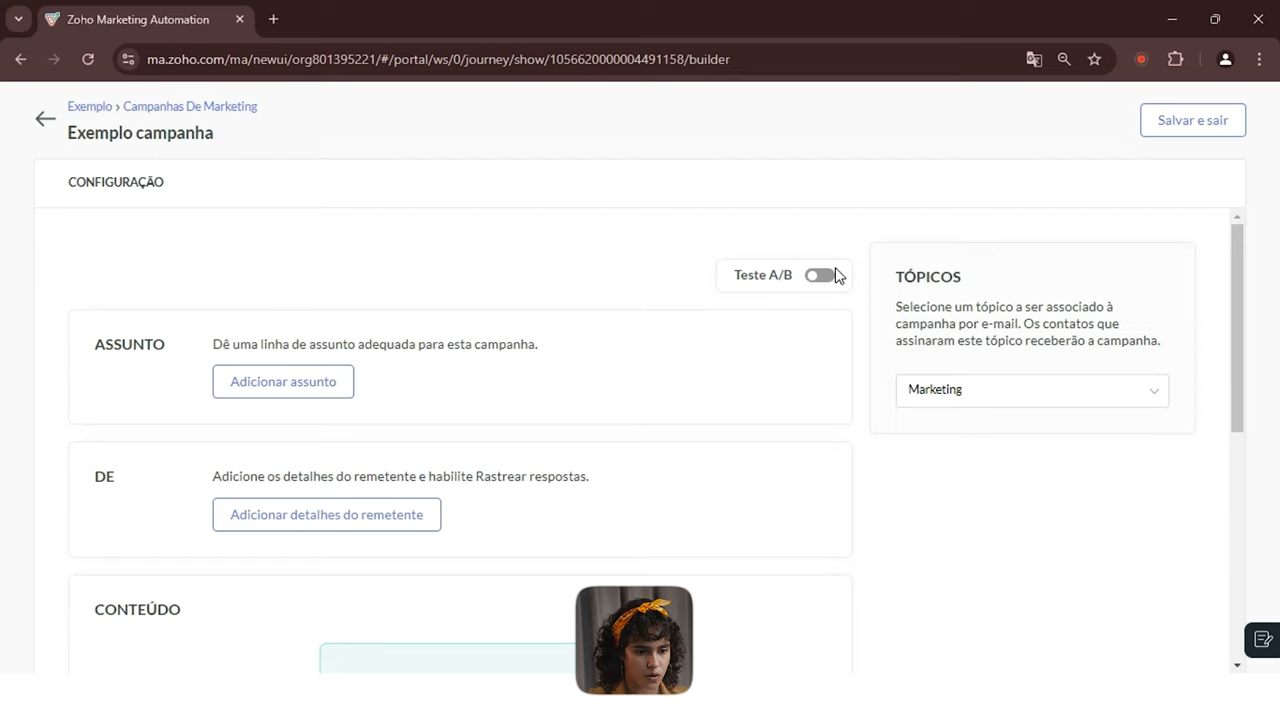 Zoho Marketing Automation
ma.zoho.com/ma/newui/org801395221/#/portal/ws/0/journey/show/1056620000004491158/builder
Exemplo › Campanhas De Marketing
Exemplo campanha
Salvar e sair
CONFIGURAÇÃO
Teste A/B
TÓPICOS
Selecione um tópico a ser associado à
campanha por e-mail. Os contatos que
assinaram este tópico receberão a campanha.
Marketing
ASSUNTO
Dê uma linha de assunto adequada para esta campanha.
Adicionar assunto
DE
Adicione os detalhes do remetente e habilite Rastrear respostas.
Adicionar detalhes do remetente
CONTEÚDO